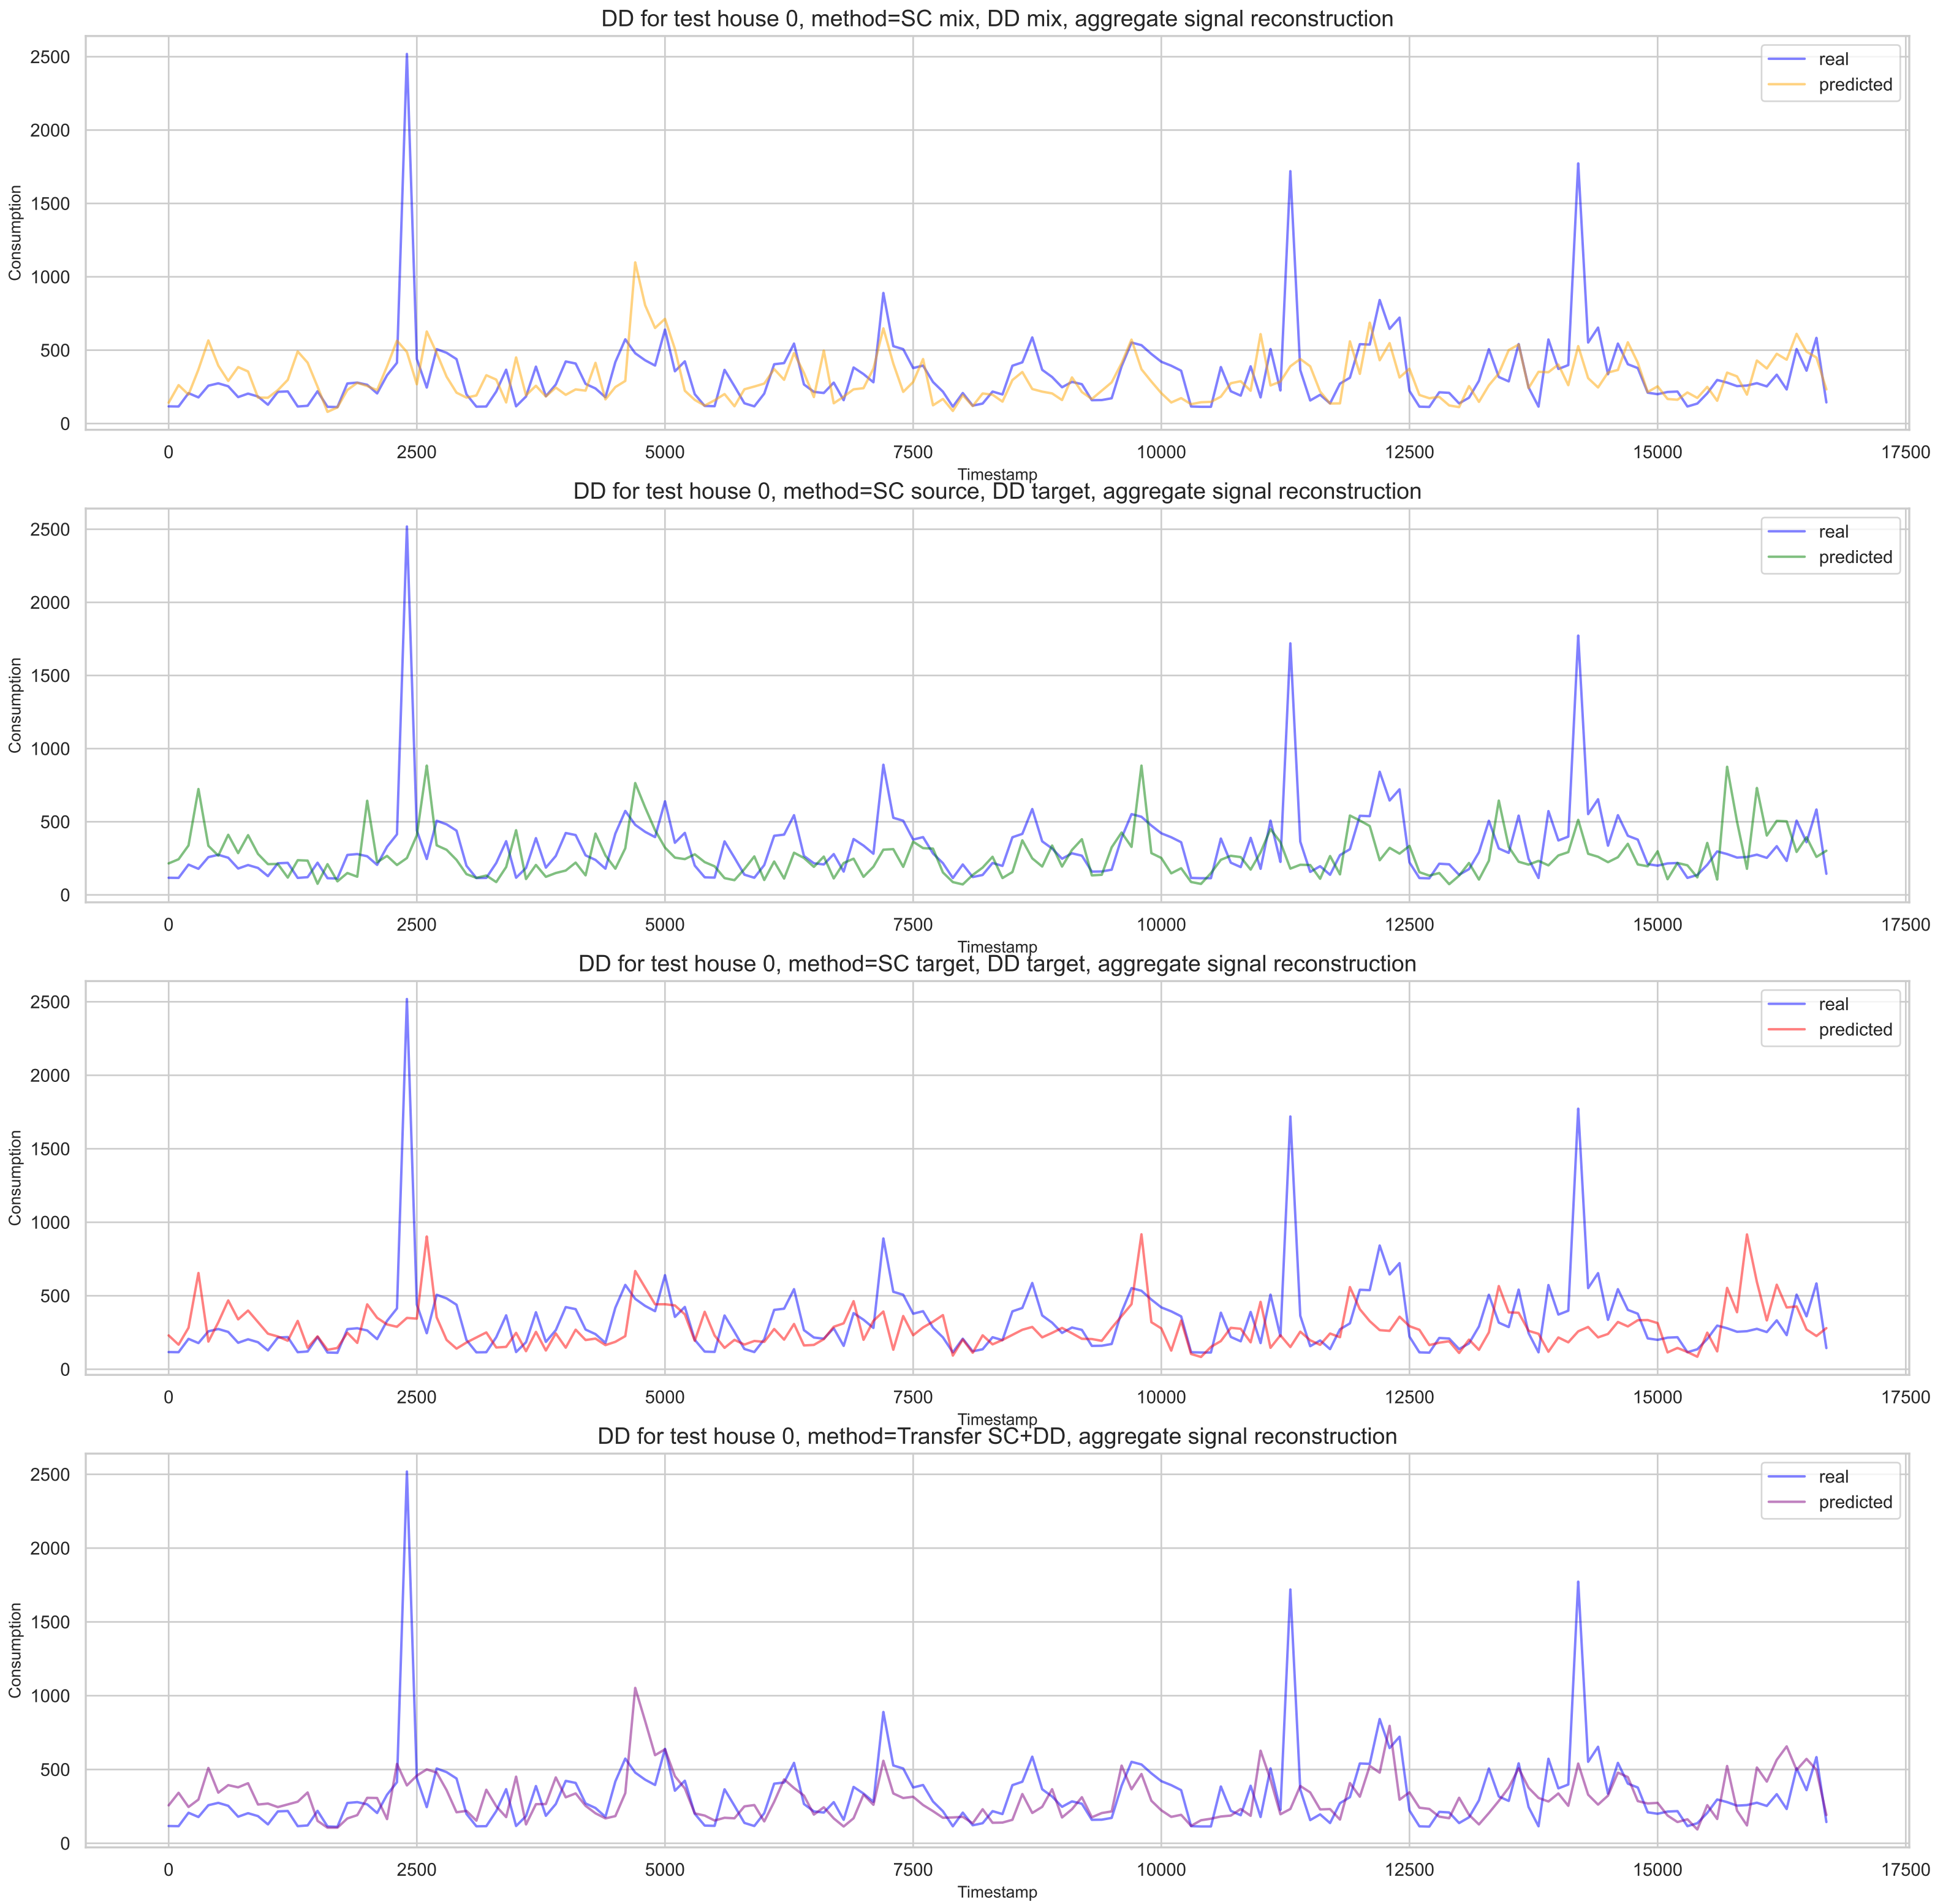 DD for test house 0, method=SC mix, DD mix, aggregate signal reconstruction
2500
2000
1500
1000
500
0
Consumption
real
predicted
0 2500 5000 7500 10000 12500 15000 17500
Timestamp
DD for test house 0, method=SC source, DD target, aggregate signal reconstruction
2500
2000
1500
1000
500
0
Consumption
real
predicted
0 2500 5000 7500 10000 12500 15000 17500
Timestamp
DD for test house 0, method=SC target, DD target, aggregate signal reconstruction
2500
2000
1500
1000
500
0
Consumption
real
predicted
0 2500 5000 7500 10000 12500 15000 17500
Timestamp
DD for test house 0, method=Transfer SC+DD, aggregate signal reconstruction
2500
2000
1500
1000
500
0
Consumption
real
predicted
0 2500 5000 7500 10000 12500 15000 17500
Timestamp